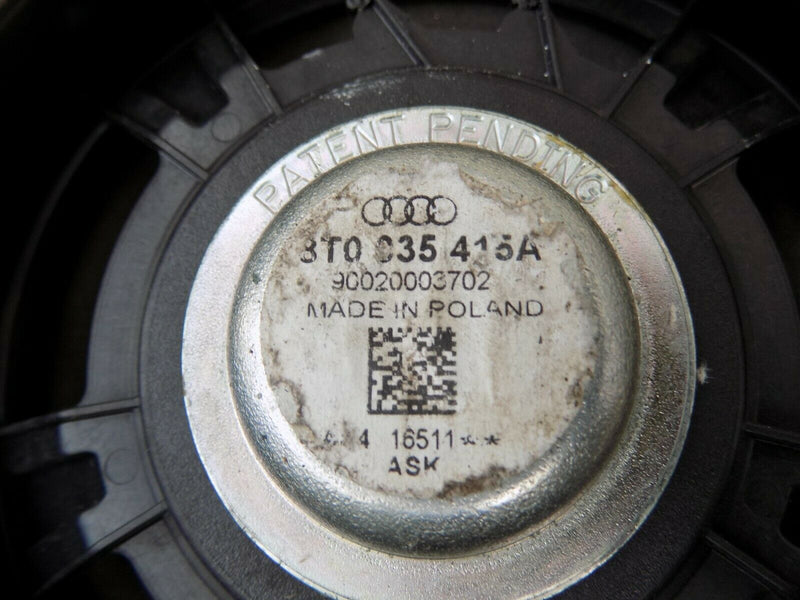 PATENT PENDING
8T0 035 415A
90020003702
MADE IN POLAND
16511**
ASK